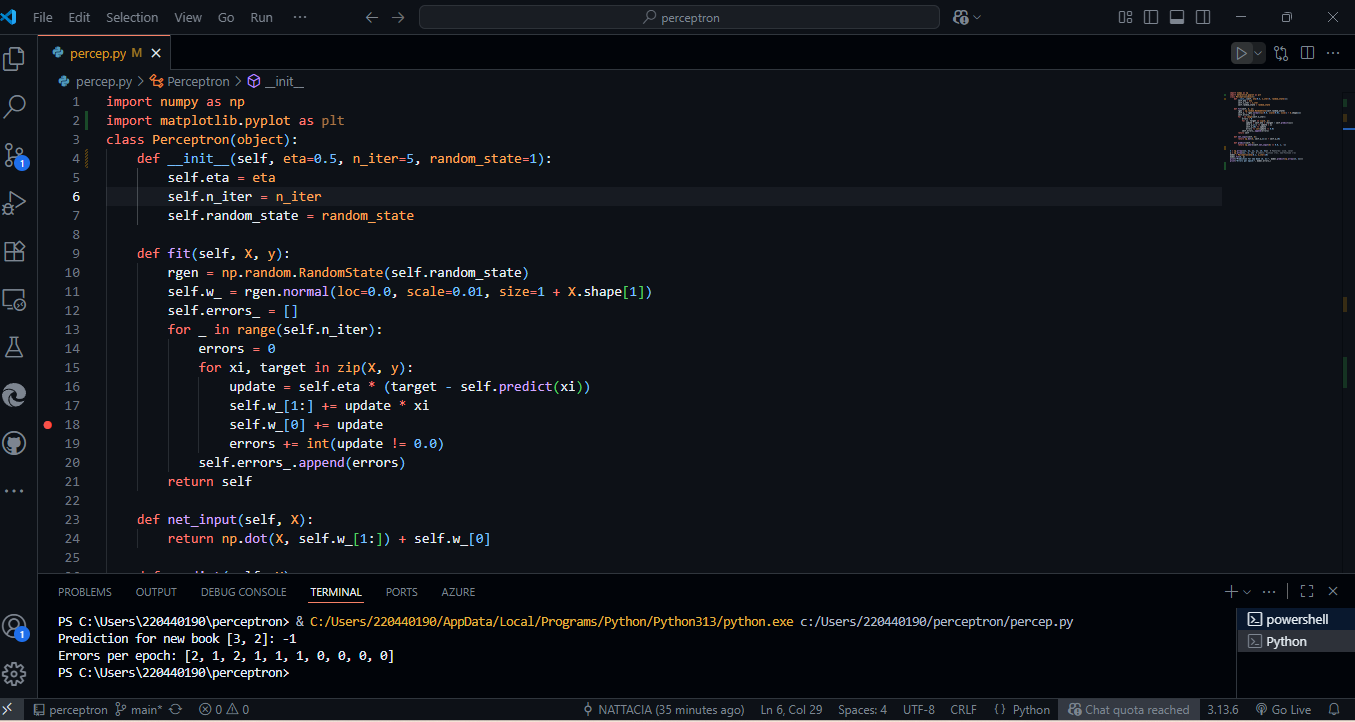 File Edit Selection View Go Run ··· perceptron
percep.py M
percep.py > Perceptron > __init__
1 import numpy as np
2 import matplotlib.pyplot as plt
3 class Perceptron(object):
4     def __init__(self, eta=0.5, n_iter=5, random_state=1):
5         self.eta = eta
6         self.n_iter = n_iter
7         self.random_state = random_state
8
9     def fit(self, X, y):
10         rgen = np.random.RandomState(self.random_state)
11         self.w_ = rgen.normal(loc=0.0, scale=0.01, size=1 + X.shape[1])
12         self.errors_ = []
13         for _ in range(self.n_iter):
14             errors = 0
15             for xi, target in zip(X, y):
16                 update = self.eta * (target - self.predict(xi))
17                 self.w_[1:] += update * xi
18                 self.w_[0] += update
19                 errors += int(update != 0.0)
20             self.errors_.append(errors)
21         return self
22
23     def net_input(self, X):
24         return np.dot(X, self.w_[1:]) + self.w_[0]
25
1
1
PROBLEMS OUTPUT DEBUG CONSOLE TERMINAL PORTS AZURE
PS C:\Users\220440190\perceptron> & C:/Users/220440190/AppData/Local/Programs/Python/Python313/python.exe c:/Users/220440190/perceptron/percep.py
Prediction for new book [3, 2]: -1
Errors per epoch: [2, 1, 2, 1, 1, 1, 0, 0, 0, 0]
PS C:\Users\220440190\perceptron>
powershell
Python
perceptron main* 0 0 NATTACIA (35 minutes ago) Ln 6, Col 29 Spaces: 4 UTF-8 CRLF {} Python Chat quota reached 3.13.6 Go Live